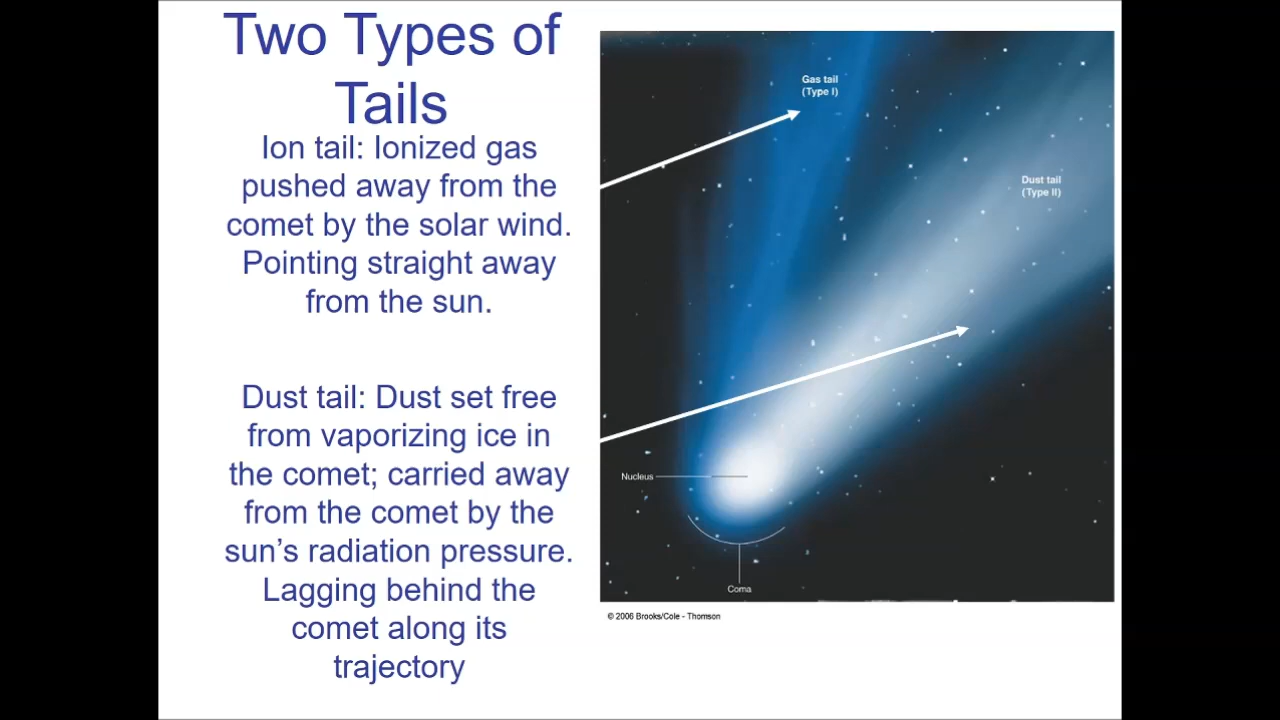 Two Types of
Tails
Ion tail: Ionized gas
pushed away from the
comet by the solar wind.
Pointing straight away
from the sun.
Dust tail: Dust set free
from vaporizing ice in
the comet; carried away
from the comet by the
sun’s radiation pressure.
Lagging behind the
comet along its
trajectory
Gas tail
(Type I)
Dust tail
(Type II)
Nucleus
Coma
© 2006 Brooks/Cole - Thomson